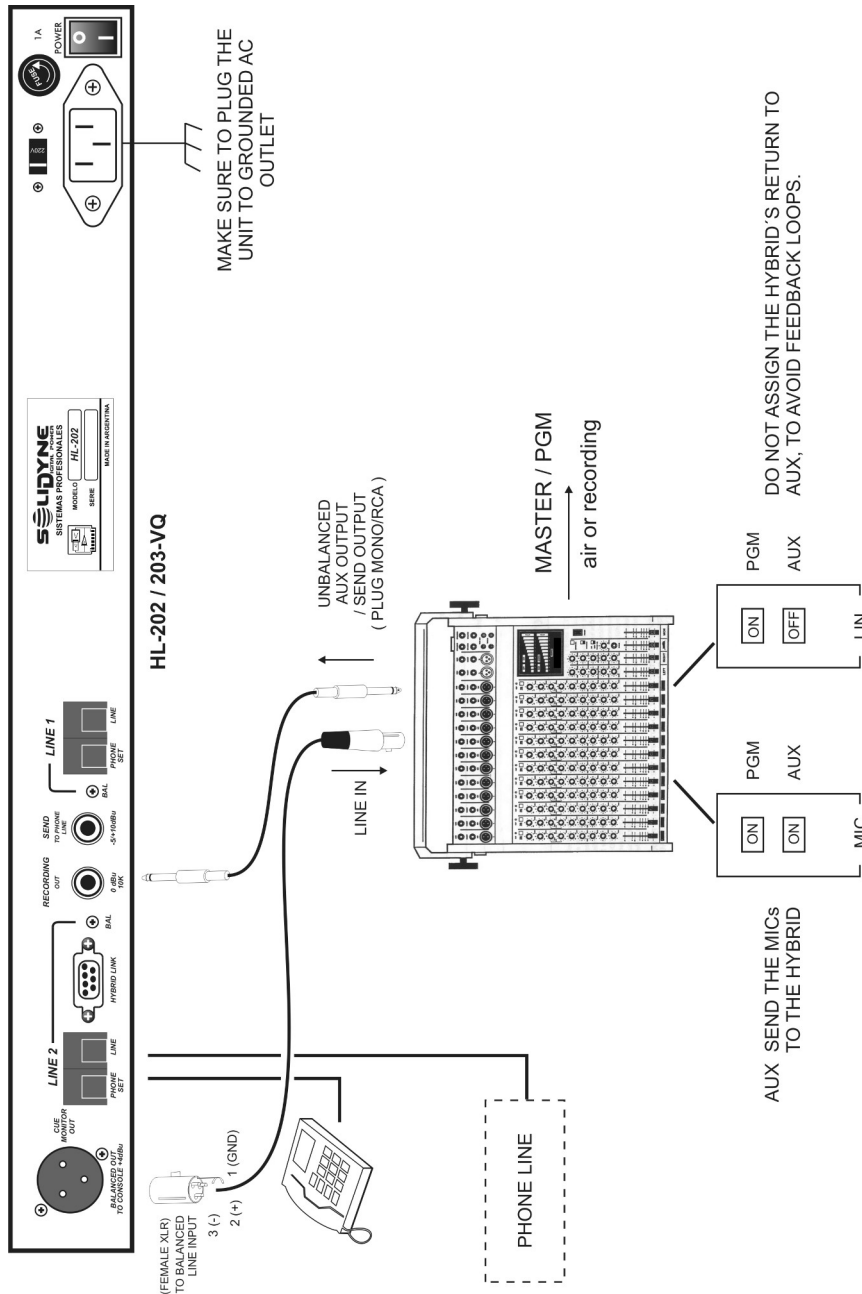 1A
POWER
FUSE
220V
SOLIDYNE
DIGITAL POWER
SISTEMAS PROFESIONALES
MODELO
HL-202
SERIE
MADE IN ARGENTINA
LINE 1
LINE
PHONE
SET
BAL
SEND
TO PHONE
LINE
-5/+10dBu
RECORDING
OUT
0 dBu
10K
BAL
HYBRID LINK
LINE 2
LINE
PHONE
SET
CUE
MONITOR
OUT
BALANCED OUT
TO CONSOLE +4dBu
HL-202 / 203-VQ
MAKE SURE TO PLUG THE
UNIT TO GROUNDED AC
OUTLET
UNBALANCED
AUX OUTPUT
/ SEND OUTPUT
( PLUG MONO/RCA )
LINE IN
(FEMALE XLR)
TO BALANCED
LINE INPUT
3 (-)
2 (+)
1 (GND)
PHONE LINE
MASTER / PGM
air or recording
AUX SEND THE MICs
TO THE HYBRID
ON
PGM
ON
AUX
MIC
ON
PGM
OFF
AUX
LIN
DO NOT ASSIGN THE HYBRID´S RETURN TO
AUX, TO AVOID FEEDBACK LOOPS.